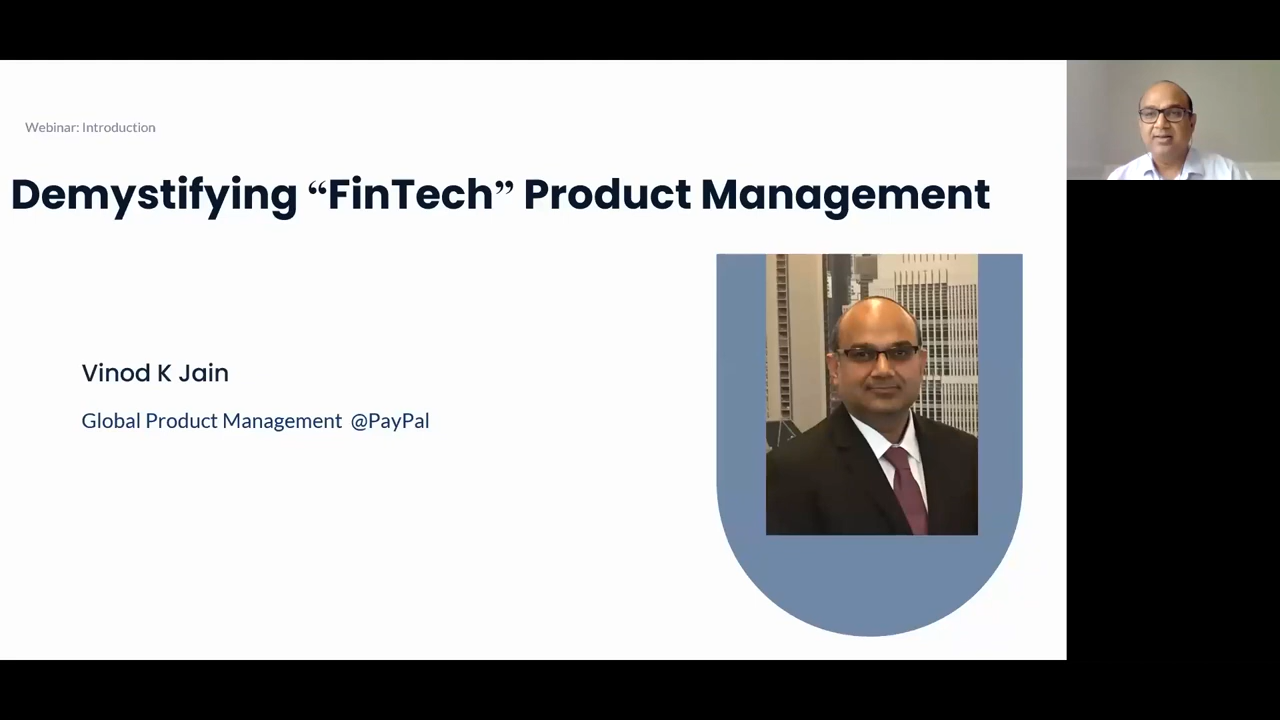 Webinar: Introduction
Demystifying “FinTech” Product Management
Vinod K Jain
Global Product Management @PayPal